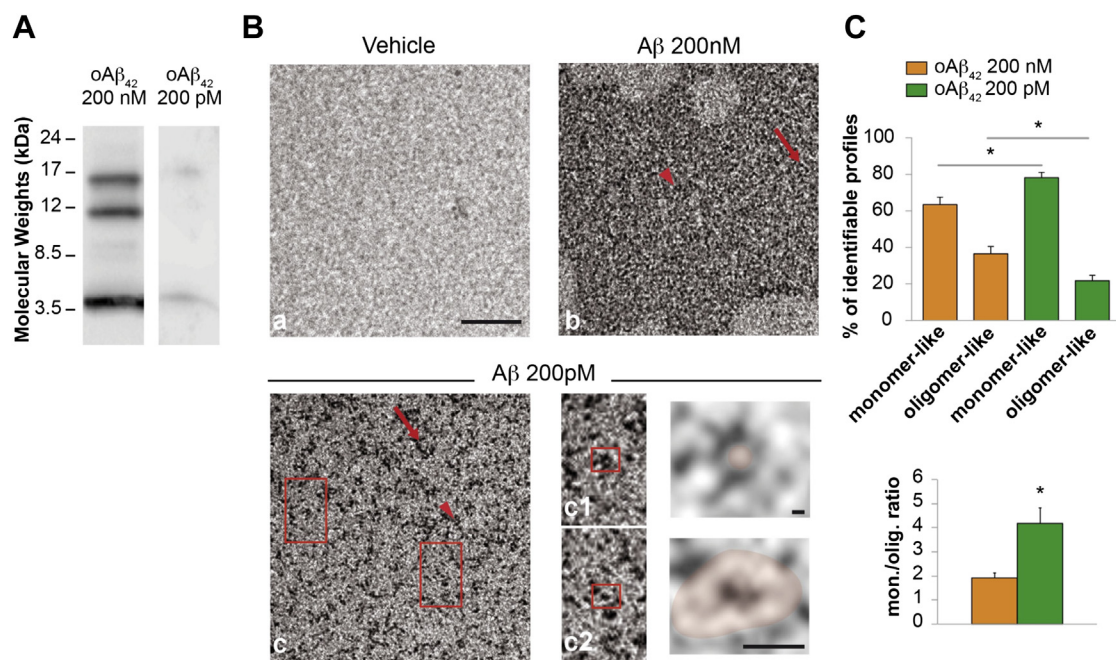 A
oAβ42 oAβ42
200 nM 200 pM
Molecular Weights (kDa)
24
17
12
8.5
3.5
B
Vehicle
Aβ 200nM
a
b
Aβ 200pM
c
c1
c2
C
oAβ42 200 nM
oAβ42 200 pM
% of identifiable profiles
100
80
60
40
20
0
*
*
monomer-like
oligomer-like
monomer-like
oligomer-like
mon./olig. ratio
6
5
4
3
2
1
0
*